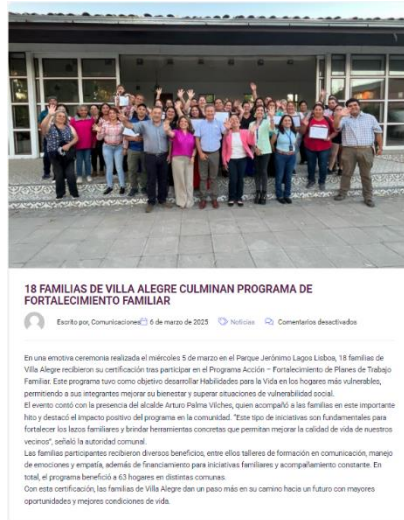 18 FAMILIAS DE VILLA ALEGRE CULMINAN PROGRAMA DE
FORTALECIMIENTO FAMILIAR
Escrito por, Comunicaciones 6 de marzo de 2025 Noticias Comentarios desactivados
En una emotiva ceremonia realizada el miércoles 5 de marzo en el Parque Jerónimo Lagos Lisboa, 18 familias de
Villa Alegre recibieron su certificación tras participar en el Programa Acción – Fortalecimiento de Planes de Trabajo
Familiar. Este programa tuvo como objetivo desarrollar Habilidades para la Vida en los hogares más vulnerables,
permitiendo a sus integrantes mejorar su bienestar y superar situaciones de vulnerabilidad social.
El evento contó con la presencia del alcalde Arturo Palma Vilches, quien acompañó a las familias en este importante
hito y destacó el impacto positivo del programa en la comunidad. "Este tipo de iniciativas son fundamentales para
fortalecer los lazos familiares y brindar herramientas concretas que permitan mejorar la calidad de vida de nuestros
vecinos", señaló la autoridad comunal.
Las familias participantes recibieron diversos beneficios, entre ellos talleres de formación en comunicación, manejo
de emociones y empatía, además de financiamiento para iniciativas familiares y acompañamiento constante. En
total, el programa benefició a 63 hogares en distintas comunas.
Con esta certificación, las familias de Villa Alegre dan un paso más en su camino hacia un futuro con mayores
oportunidades y mejores condiciones de vida.